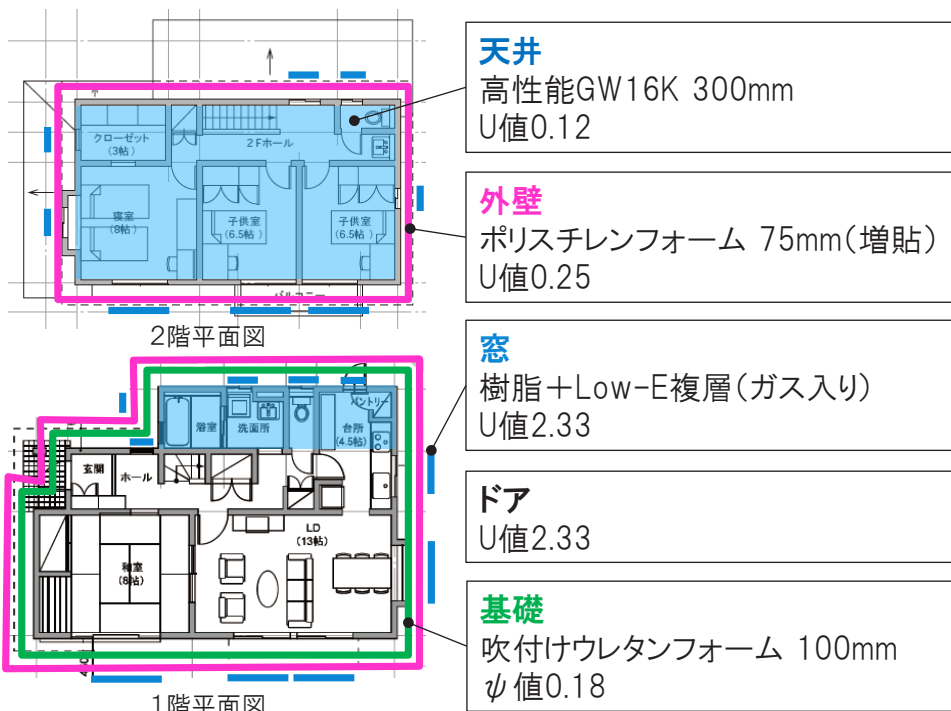 クローゼット
(3帖)
2Fホール
寝室
(8帖)
子供室
(6.5帖)
子供室
(6.5帖)
バルコニー
2階平面図
浴室
洗面所
台所
(4.5帖)
パントリー
玄関
ホール
和室
(8帖)
LD
(13帖)
1階平面図
天井
高性能GW16K 300mm
U値0.12
外壁
ポリスチレンフォーム 75mm(増貼)
U値0.25
窓
樹脂+Low-E複層(ガス入り)
U値2.33
ドア
U値2.33
基礎
吹付けウレタンフォーム 100mm
ψ値0.18